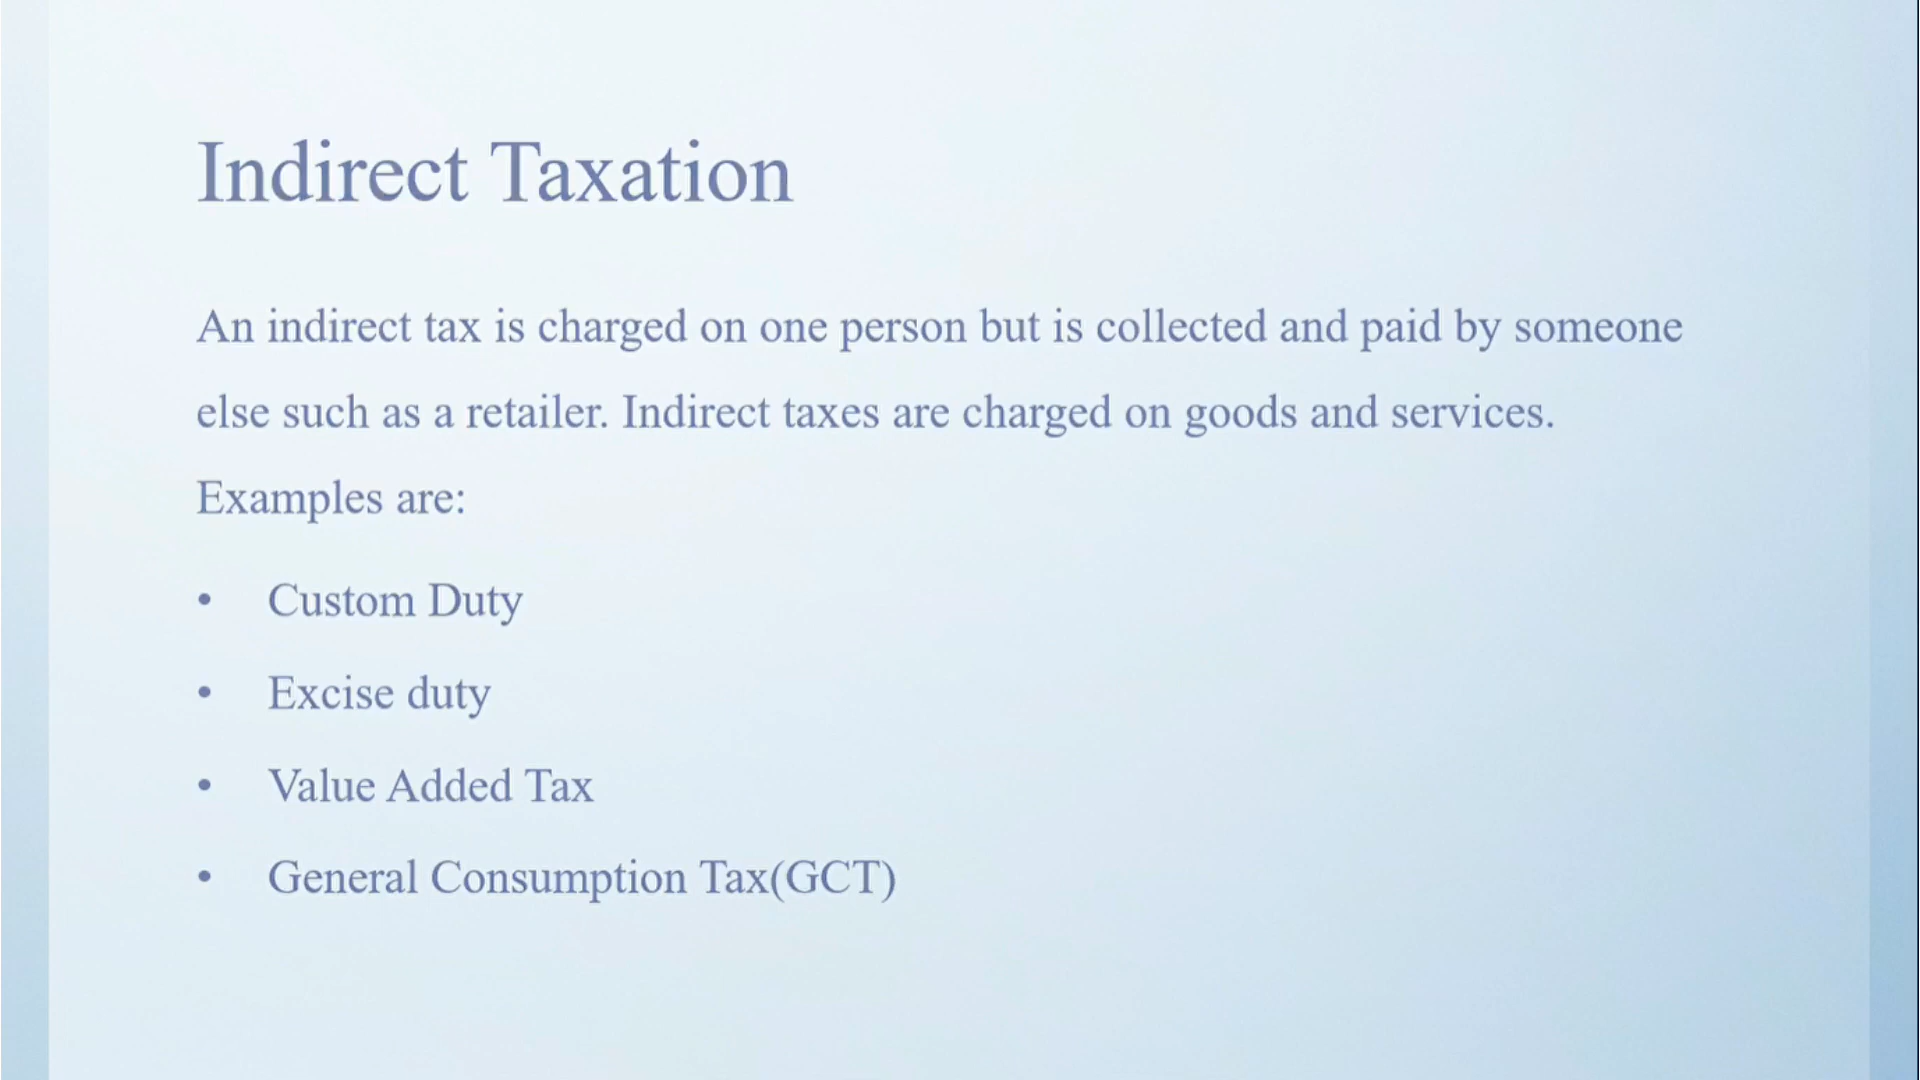 Indirect Taxation
An indirect tax is charged on one person but is collected and paid by someone
else such as a retailer. Indirect taxes are charged on goods and services.
Examples are:
• Custom Duty
• Excise duty
• Value Added Tax
• General Consumption Tax(GCT)